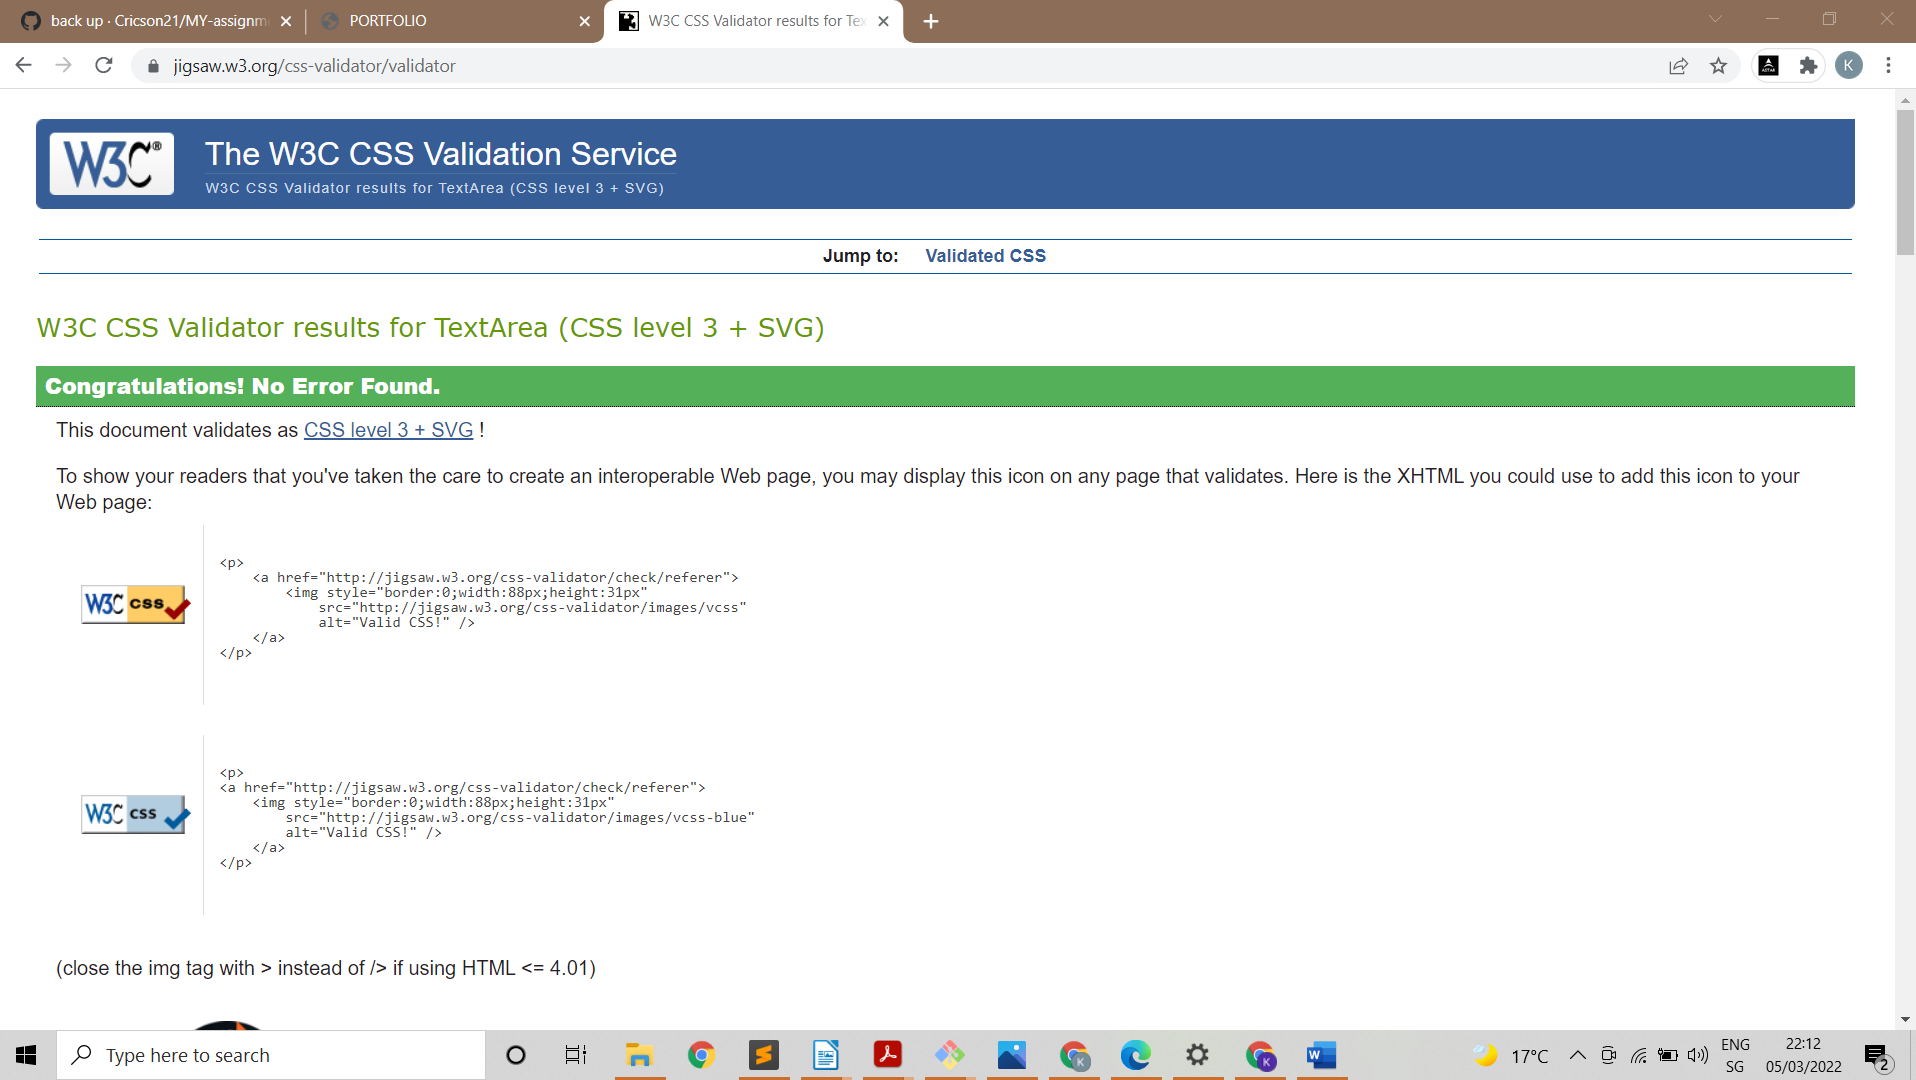 back up · Cricson21/MY-assignm
PORTFOLIO
W3C CSS Validator results for Tex
jigsaw.w3.org/css-validator/validator
K
W3C®
The W3C CSS Validation Service
W3C CSS Validator results for TextArea (CSS level 3 + SVG)
Jump to: Validated CSS
W3C CSS Validator results for TextArea (CSS level 3 + SVG)
Congratulations! No Error Found.
This document validates as CSS level 3 + SVG !
To show your readers that you've taken the care to create an interoperable Web page, you may display this icon on any page that validates. Here is the XHTML you could use to add this icon to your
Web page:
W3C css
<p>
<a href="http://jigsaw.w3.org/css-validator/check/referer">
<img style="border:0;width:88px;height:31px"
src="http://jigsaw.w3.org/css-validator/images/vcss"
alt="Valid CSS!" />
</a>
</p>
W3C css
<p>
<a href="http://jigsaw.w3.org/css-validator/check/referer">
<img style="border:0;width:88px;height:31px"
src="http://jigsaw.w3.org/css-validator/images/vcss-blue"
alt="Valid CSS!" />
</a>
</p>
(close the img tag with > instead of /> if using HTML <= 4.01)
Type here to search
K
K
W
17°C
ENG
SG
22:12
05/03/2022
2